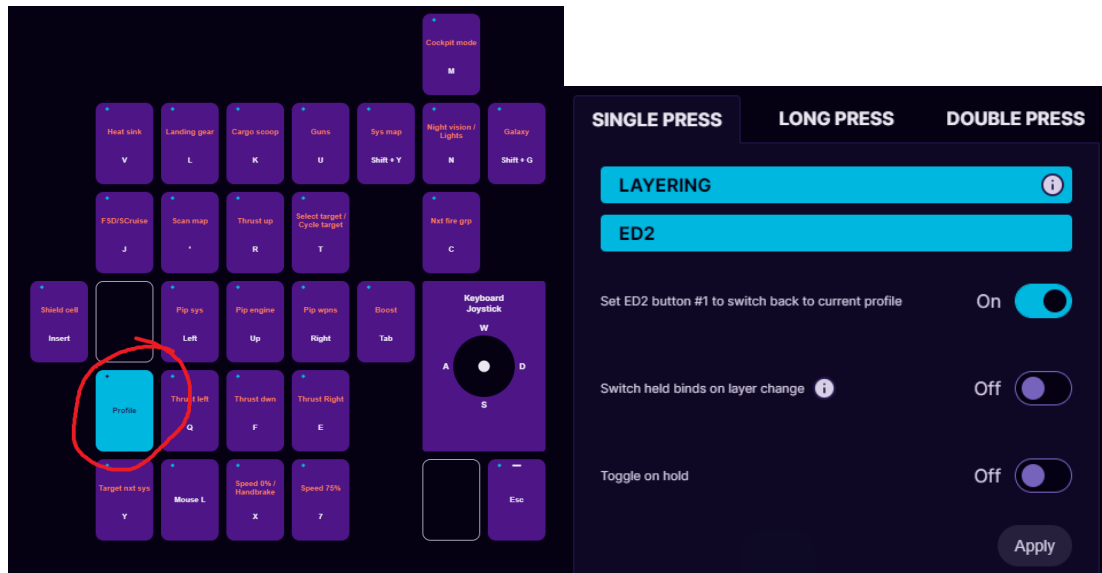 Cockpit mode
M
Heat sink
V
Landing gear
L
Cargo scoop
K
Guns
U
Sys map
Shift + Y
Night vision /
Lights
N
Galaxy
Shift + G
FSD/SCruise
J
Scan map
'
Thrust up
R
Select target /
Cycle target
T
Nxt fire grp
C
Shield cell
Insert
Pip sys
Left
Pip engine
Up
Pip wpns
Right
Boost
Tab
Keyboard
Joystick
W
A
D
S
Profile
Thrust left
Q
Thrust dwn
F
Thrust Right
E
Target nxt sys
Y
Mouse L
Speed 0% /
Handbrake
X
Speed 75%
7
Esc
SINGLE PRESS
LONG PRESS
DOUBLE PRESS
LAYERING
i
ED2
Set ED2 button #1 to switch back to current profile
On
Switch held binds on layer change
i
Off
Toggle on hold
Off
Apply